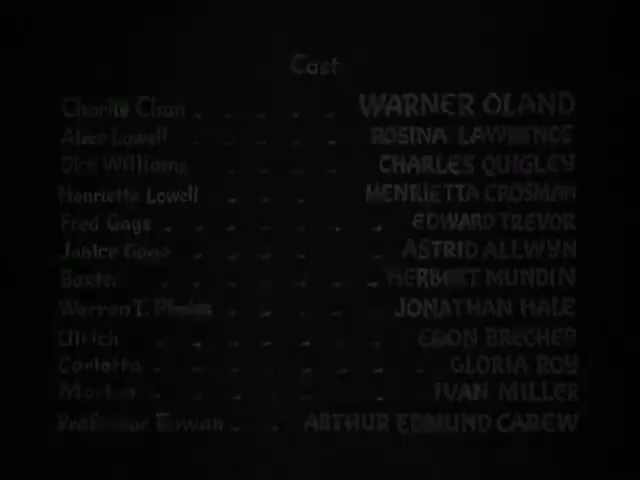 Cast
Charlie Chan WARNER OLAND
Alice Lowell ROSINA LAWRENCE
Dick Williams CHARLES QUIGLEY
Henrietta Lowell HENRIETTA CROSMAN
Fred Gage EDWARD TREVOR
Janice Gage ASTRID ALLWYN
Baxter HERBERT MUNDIN
Warren T. Phelps JONATHAN HALE
Ulrich EGON BRECHER
Carlotta GLORIA ROY
IVAN MILLER
Professor Bowan ARTHUR EDMUND CAREW